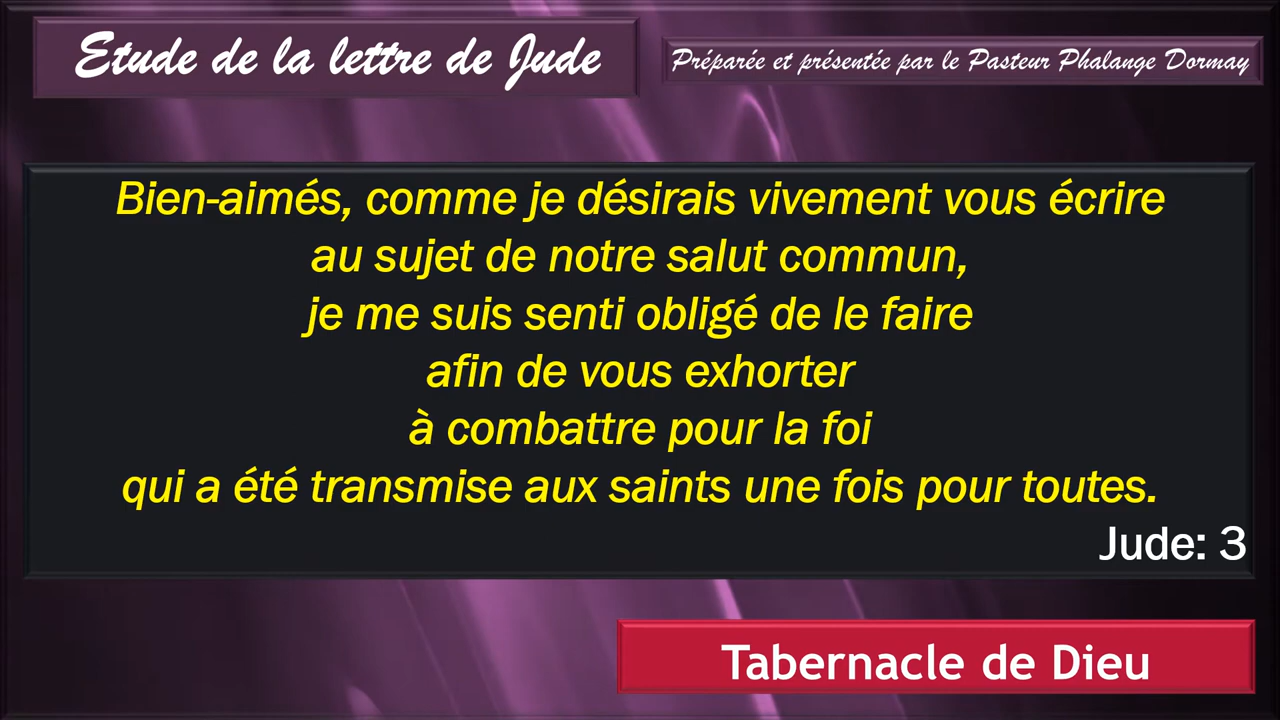 Etude de la lettre de Jude
Préparée et présentée par le Pasteur Phalange Dormay
Bien-aimés, comme je désirais vivement vous écrire
au sujet de notre salut commun,
je me suis senti obligé de le faire
afin de vous exhorter
à combattre pour la foi
qui a été transmise aux saints une fois pour toutes.
Jude: 3
Tabernacle de Dieu